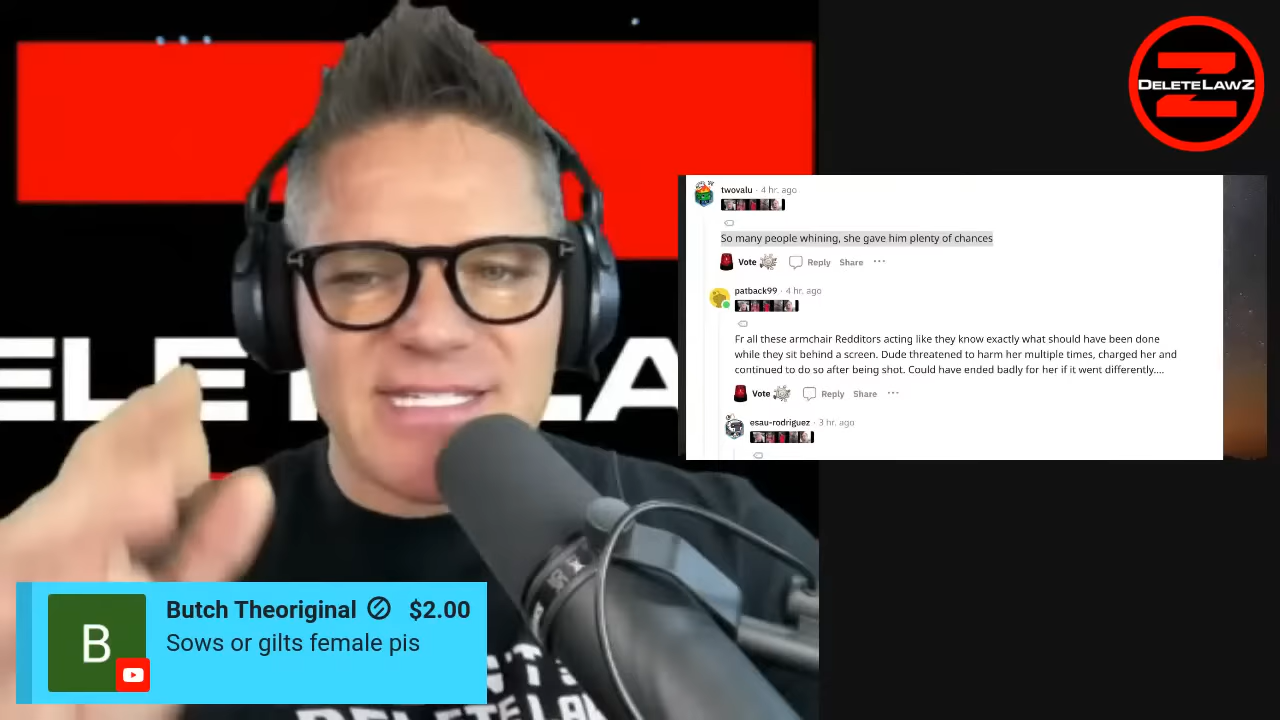 DELETELAWZ
twovalu · 4 hr. ago
So many people whining, she gave him plenty of chances
Vote Reply Share ···
patback99 · 4 hr. ago
Fr all these armchair Redditors acting like they know exactly what should have been done
while they sit behind a screen. Dude threatened to harm her multiple times, charged her and
continued to do so after being shot. Could have ended badly for her if it went differently....
Vote Reply Share ···
esau-rodriguez · 3 hr. ago
ELE
LA
B
Butch Theoriginal $2.00
Sows or gilts female pis
DELETE LAW